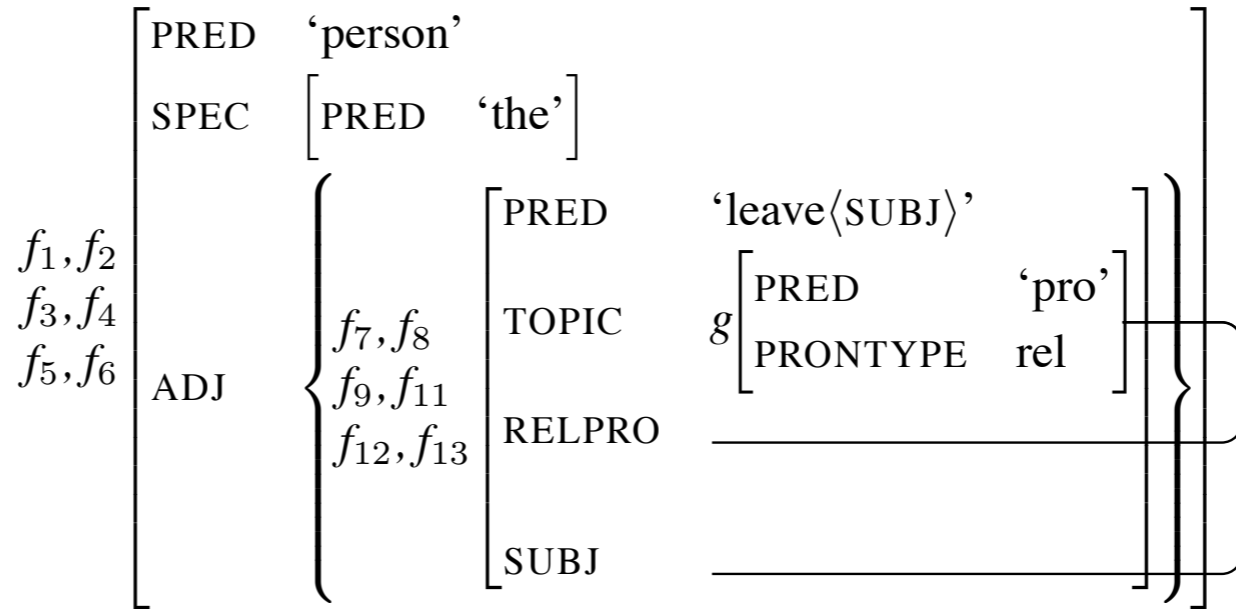 PRED ‘person’
SPEC [PRED ‘the’]
f1,f2
f3,f4
f5,f6
ADJ
f7,f8
f9,f11
f12,f13
PRED ‘leave⟨SUBJ⟩’
TOPIC g
PRED ‘pro’
PRONTYPE rel
RELPRO
SUBJ